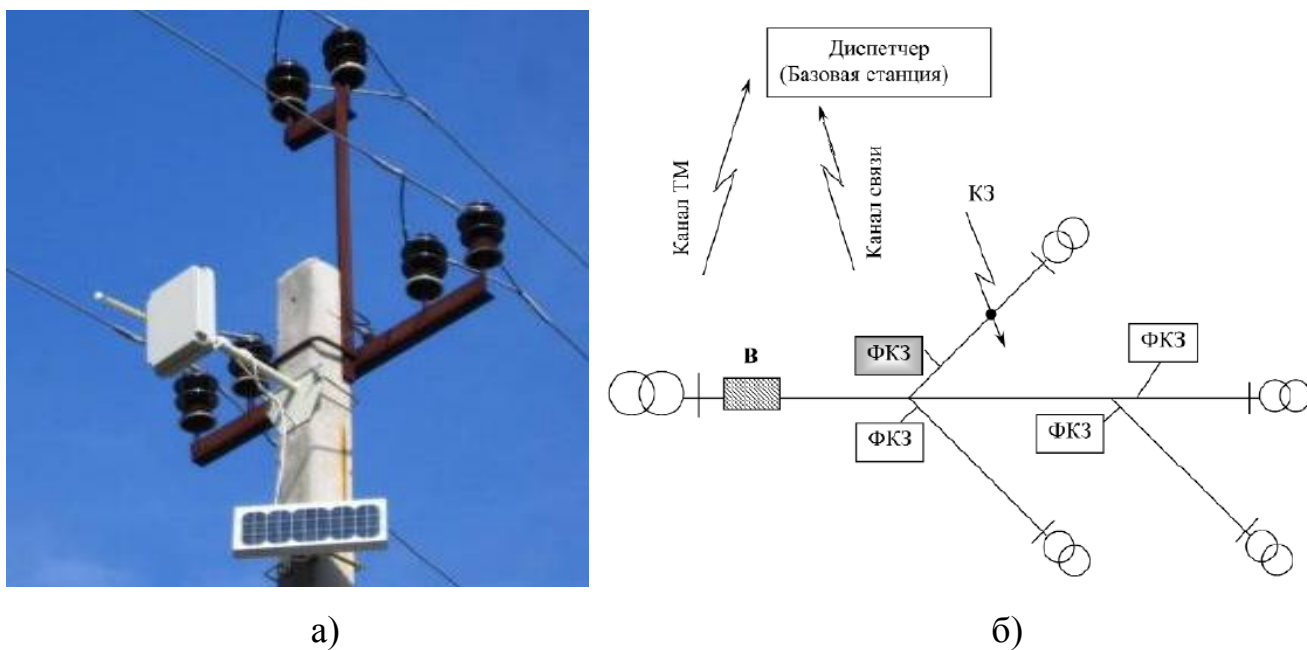 Диспетчер
(Базовая станция)
Канал ТМ
Канал связи
КЗ
ФКЗ
В
ФКЗ
ФКЗ
ФКЗ
а)
б)